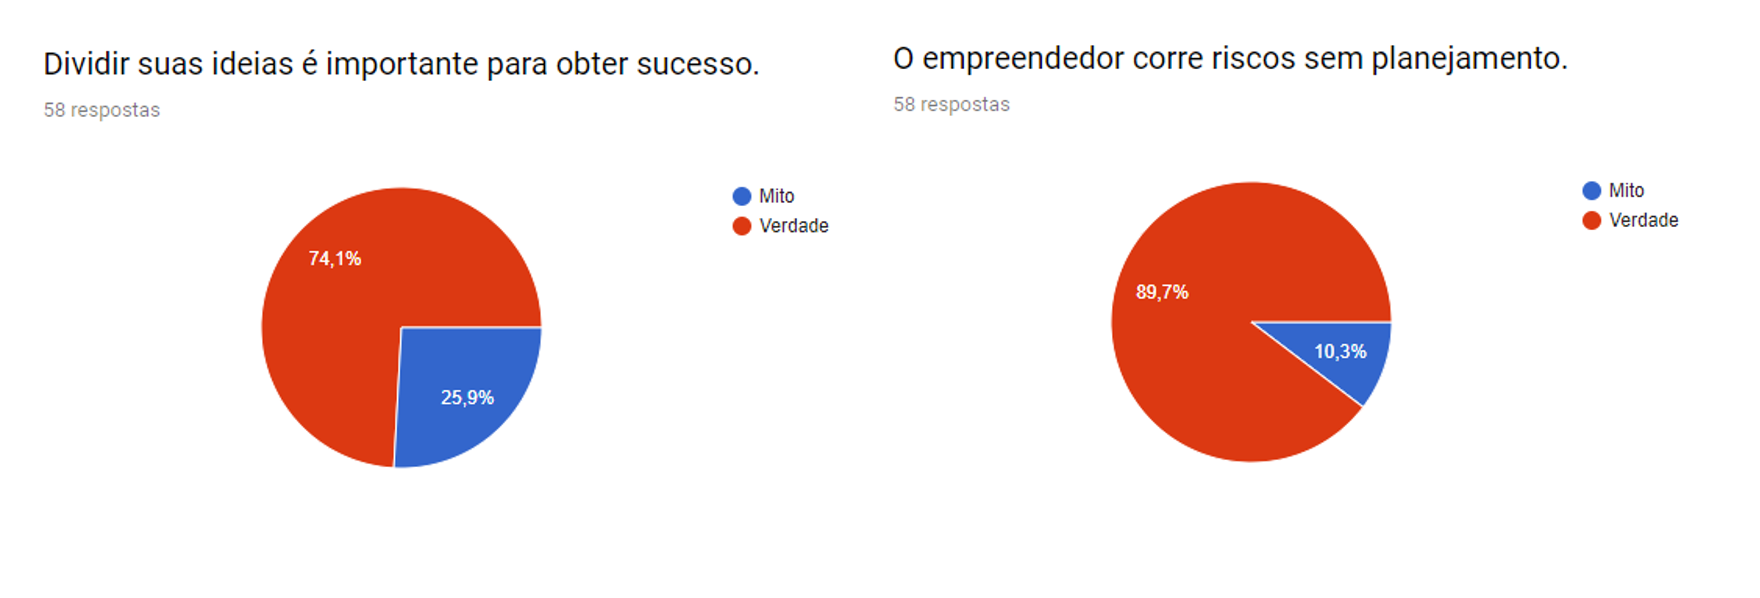 Dividir suas ideias é importante para obter sucesso.
58 respostas
Mito
Verdade
74,1%
25,9%
O empreendedor corre riscos sem planejamento.
58 respostas
Mito
Verdade
89,7%
10,3%